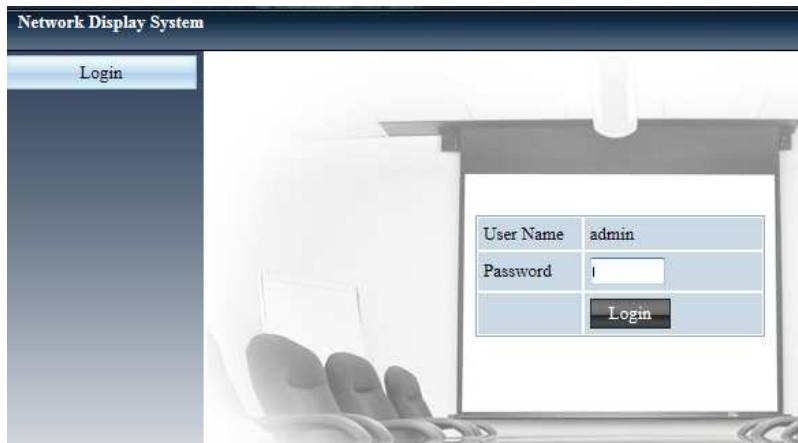 Network Display System
Login
User Name admin
Password
Login